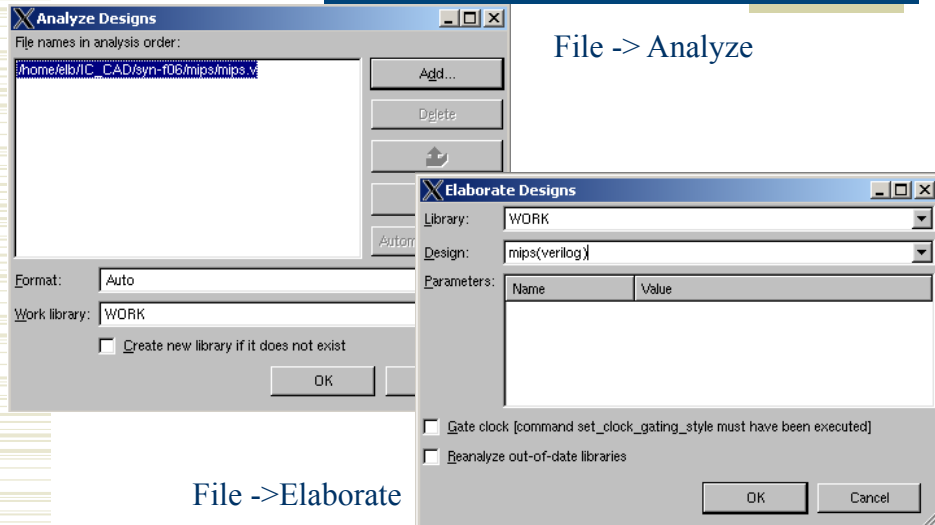 Analyze Designs
File names in analysis order:
/home/elb/IC_CAD/syn-f06/mips/mips.v
Add...
Delete
Format: Auto
Work library: WORK
Create new library if it does not exist
OK
File -> Analyze
Elaborate Designs
Library: WORK
Design: mips(verilog)
Parameters: Name Value
Gate clock [command set_clock_gating_style must have been executed]
Reanalyze out-of-date libraries
OK Cancel
File ->Elaborate